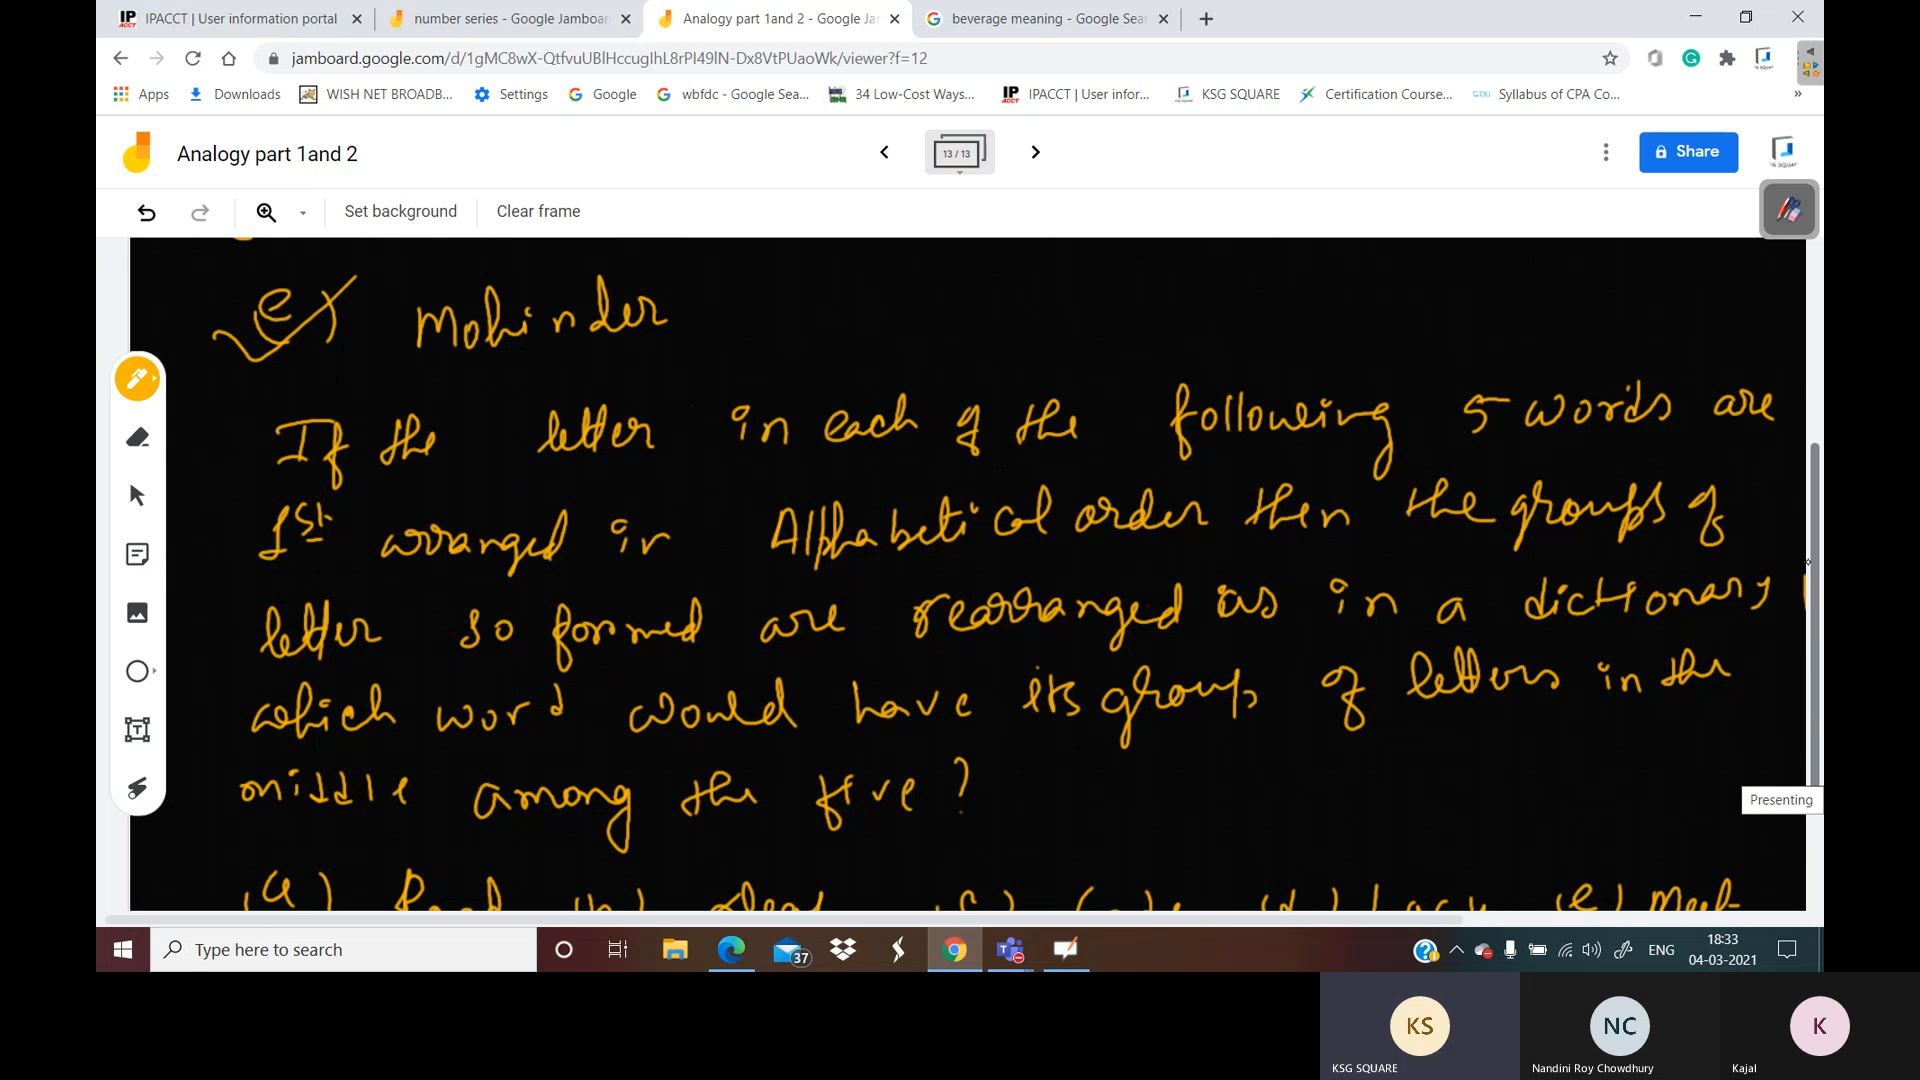 IPACCT | User information portal
number series - Google Jamboar
Analogy part 1and 2 - Google Ja
beverage meaning - Google Sea
jamboard.google.com/d/1gMC8wX-QtfvuUBlHccugIhL8rPI49lN-Dx8VtPUaoWk/viewer?f=12
Apps Downloads WISH NET BROADB... Settings Google wbfdc - Google Sea... 34 Low-Cost Ways... IPACCT | User infor... KSG SQUARE Certification Course... Syllabus of CPA Co... »
Analogy part 1and 2
13 / 13
Share
Set background
Clear frame
e) Mohinder
If the letter in each of the following 5 words are
1st arranged in Alphabetical order then the groups of
letter so formed are rearranged as in a dictionary
which word would have its group of letters in the
middle among the five?
Presenting
(a) (b) (c) (d) (e)
Type here to search
37
ENG
18:33
04-03-2021
KS
NC
K
KSG SQUARE
Nandini Roy Chowdhury
Kajal